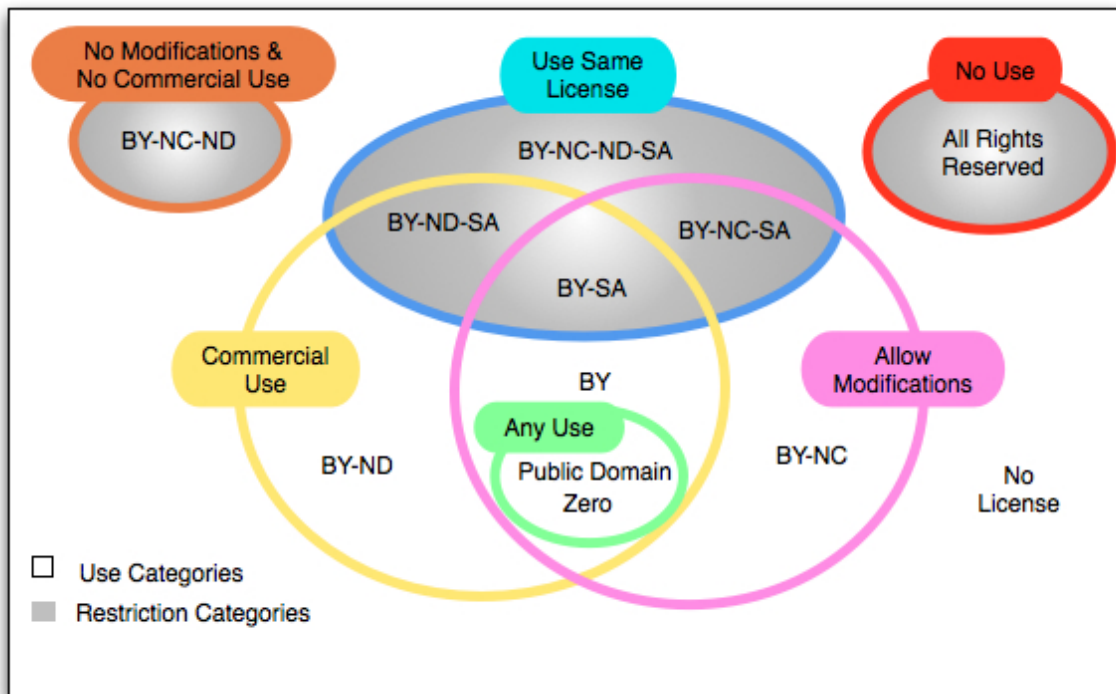 No Modifications &
No Commercial Use
BY-NC-ND
Use Same
License
No Use
All Rights
Reserved
BY-NC-ND-SA
BY-ND-SA
BY-NC-SA
BY-SA
Commercial
Use
Allow
Modifications
BY
Any Use
Public Domain
Zero
BY-ND
BY-NC
No
License
Use Categories
Restriction Categories